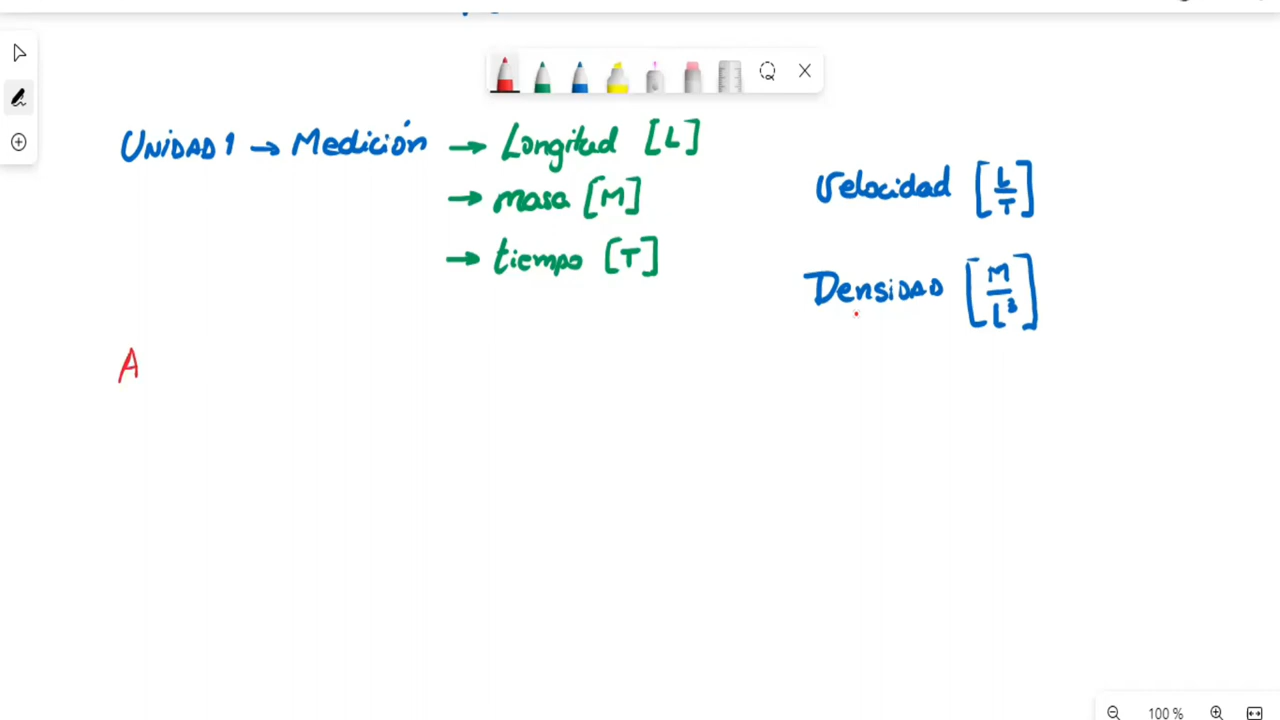 UNIDAD 1 → Medición → Longitud [L]
→ masa [M]
→ tiempo [T]
Velocidad [L/T]
Densidad [M/L³]
A
100 %